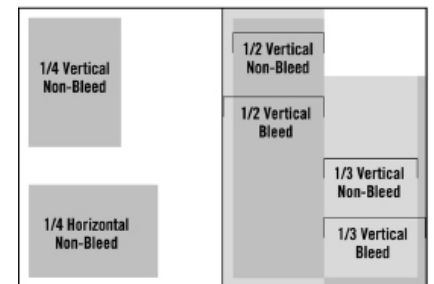 1/4 Vertical
Non-Bleed
1/4 Horizontal
Non-Bleed
1/2 Vertical
Non-Bleed
1/2 Vertical
Bleed
1/3 Vertical
Non-Bleed
1/3 Vertical
Bleed